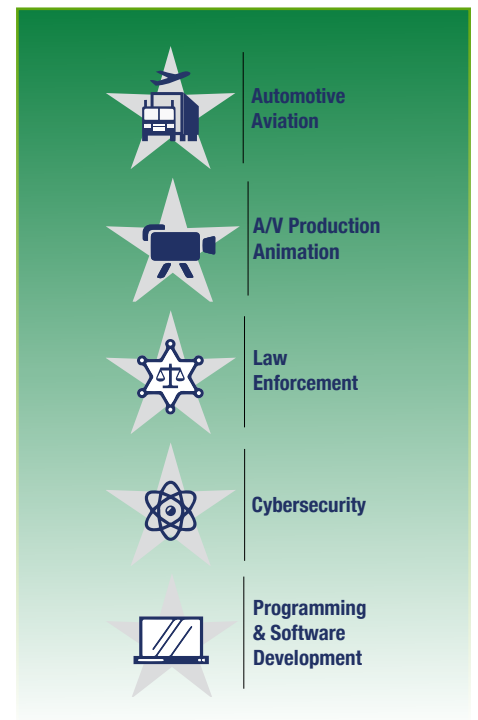 Automotive
Aviation
A/V Production
Animation
Law
Enforcement
Cybersecurity
Programming
& Software
Development